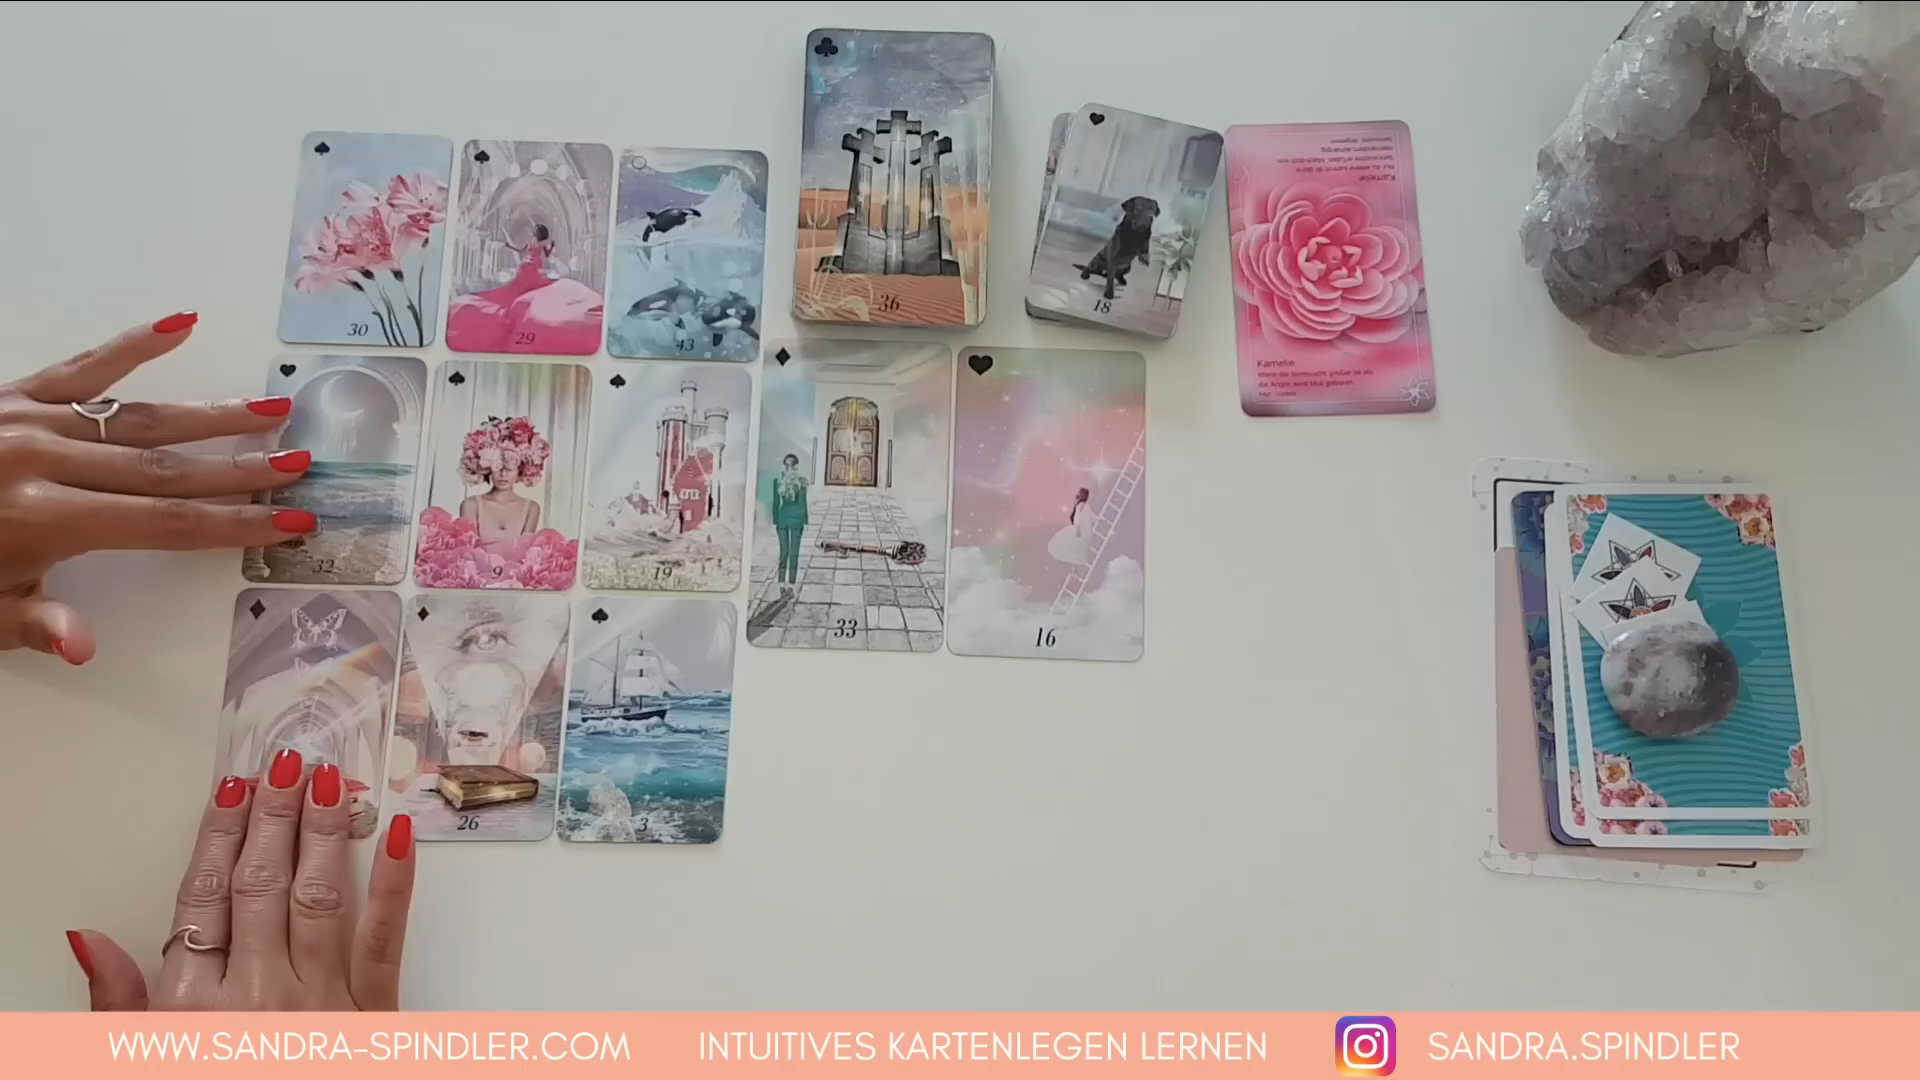 36
18
30
29
43
Kamelie
Kamelie
32
9
19
33
16
26
3
WWW.SANDRA-SPINDLER.COM
INTUITIVES KARTENLEGEN LERNEN
SANDRA.SPINDLER